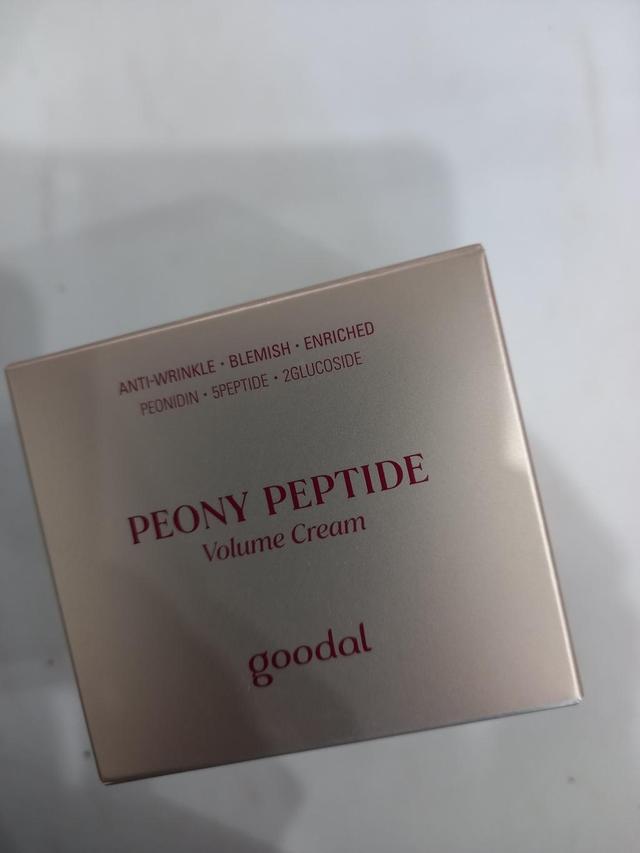 ANTI-WRINKLE · BLEMISH · ENRICHED
PEONIDIN · 5PEPTIDE · 2GLUCOSIDE
PEONY PEPTIDE
Volume Cream
goodal